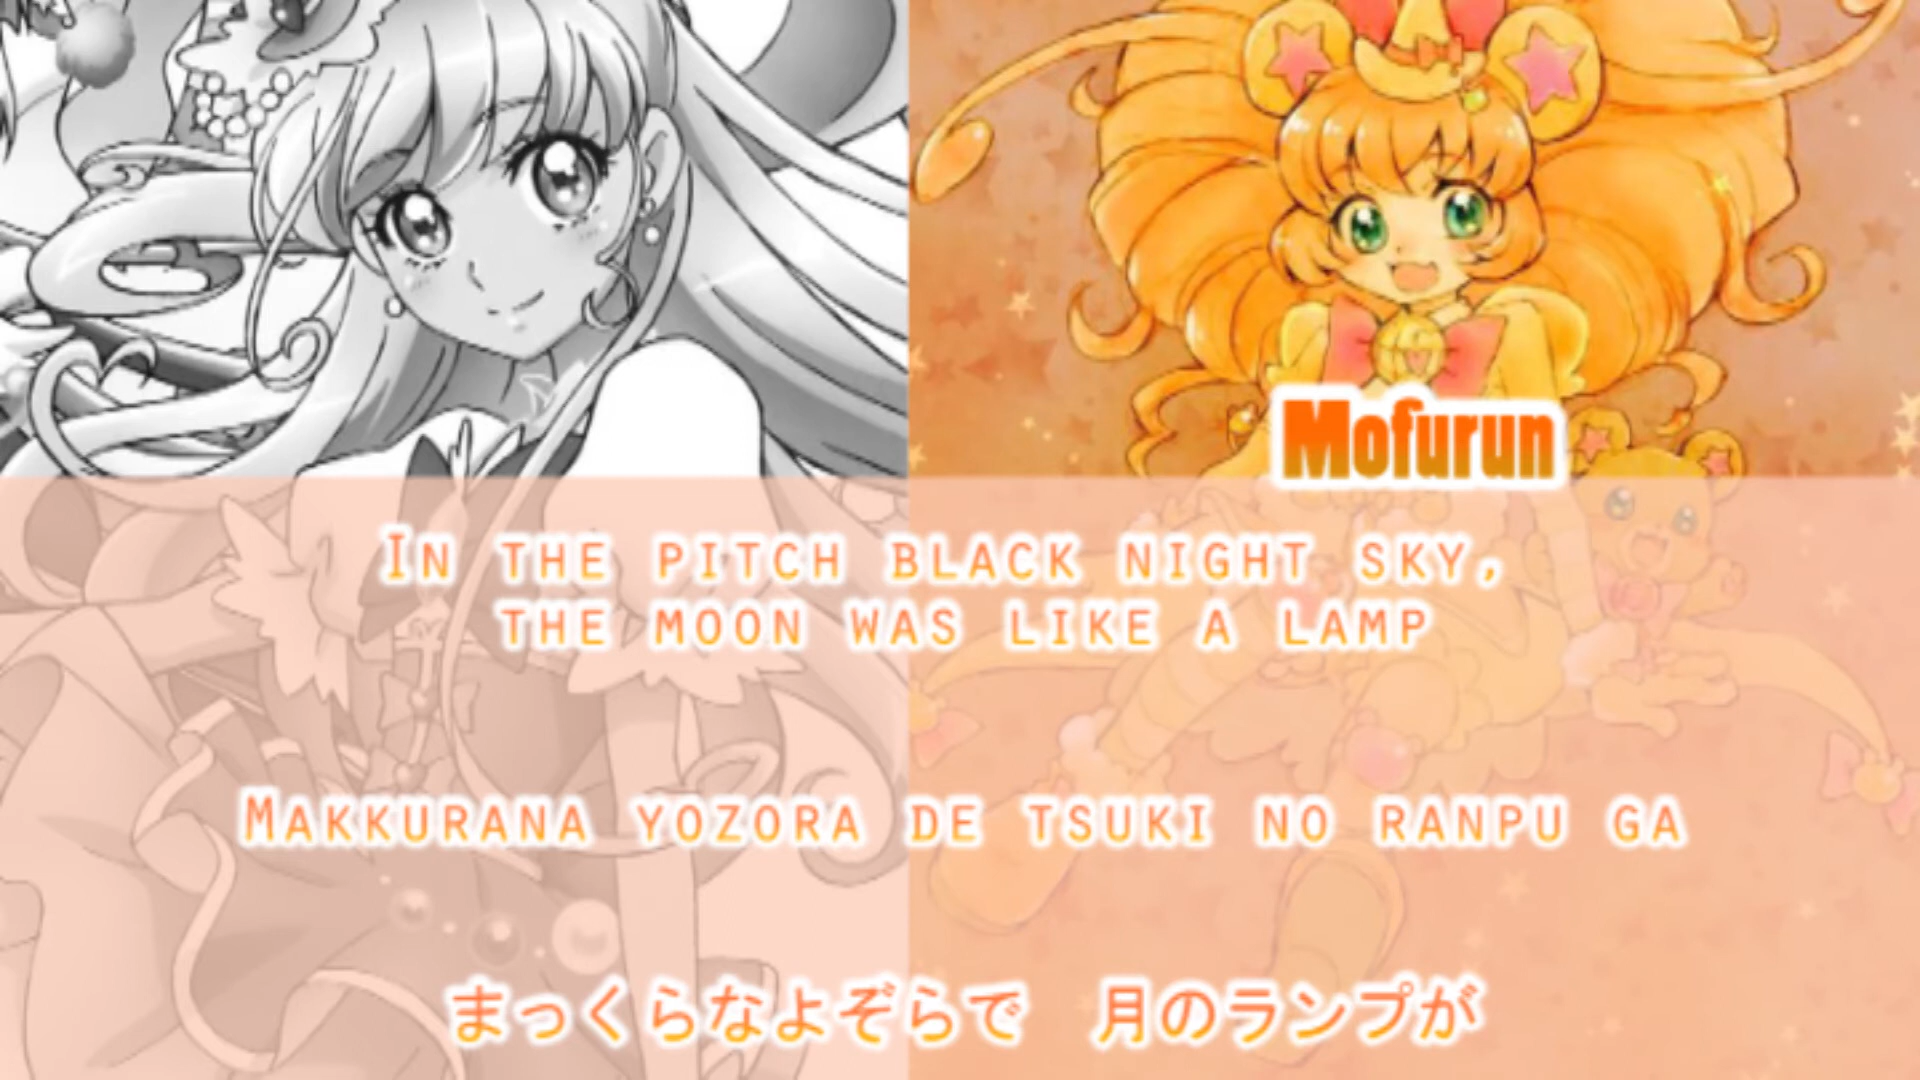 Mofurun
In the pitch black night sky,
the moon was like a lamp
Makkurana yozora de tsuki no ranpu ga
まっくらなよぞらで　月のランプが